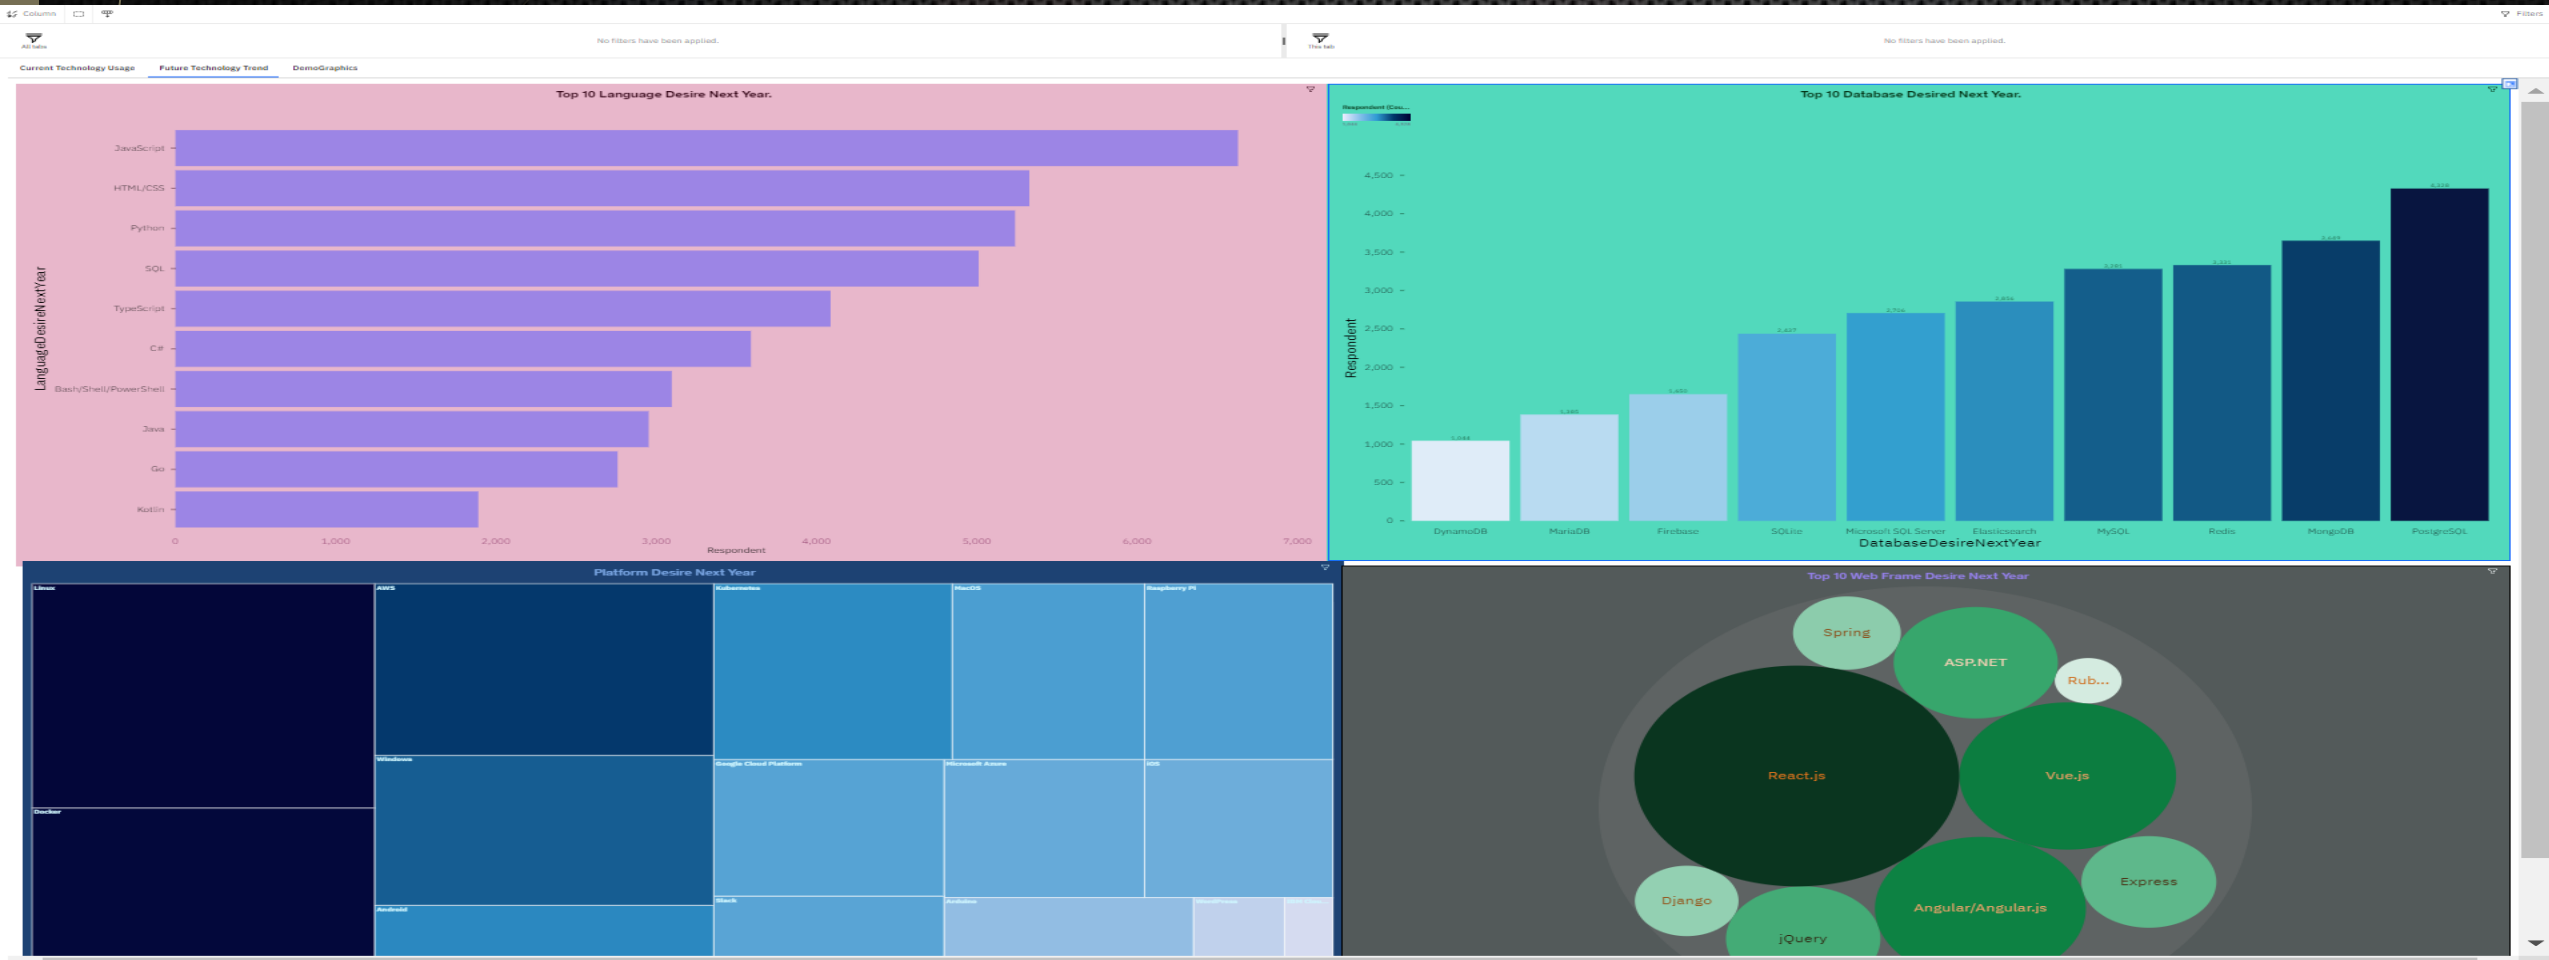 Column
Filters
All tabs
No filters have been applied.
This tab
No filters have been applied.
Current Technology Usage
Future Technology Trend
DemoGraphics
Top 10 Language Desire Next Year.
LanguageDesireNextYear
JavaScript
HTML/CSS
Python
SQL
TypeScript
C#
Bash/Shell/PowerShell
Java
Go
Kotlin
0 1,000 2,000 3,000 4,000 5,000 6,000 7,000
Respondent
Top 10 Database Desired Next Year.
Respondent (Cou...
Respondent
4,500
4,000
3,500
3,000
2,500
2,000
1,500
1,000
500
0
DynamoDB MariaDB Firebase SQLite Microsoft SQL Server Elasticsearch MySQL Redis MongoDB PostgreSQL
DatabaseDesireNextYear
Platform Desire Next Year
Linux
AWS
Kubernetes
MacOS
Raspberry Pi
Windows
Google Cloud Platform
Microsoft Azure
iOS
Docker
Android
Slack
Arduino
WordPress
Top 10 Web Frame Desire Next Year
Spring
ASP.NET
Rub...
React.js
Vue.js
Express
Django
Angular/Angular.js
jQuery